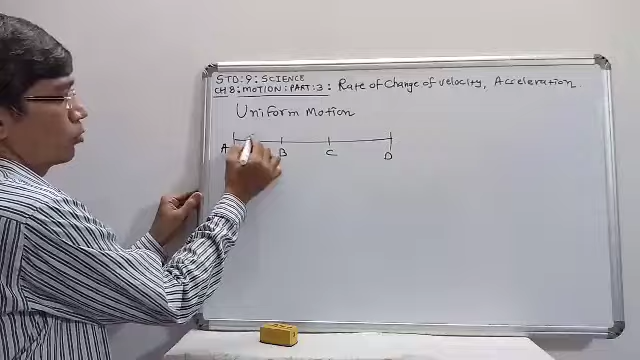 STD: 9: SCIENCE
CH 8: MOTION: PART: 3: Rate of Change of Velocity, Acceleration.
Uniform Motion
A B C D